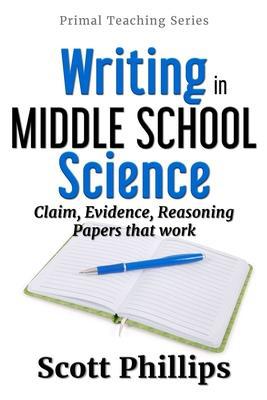 Primal Teaching Series
Writing in
MIDDLE SCHOOL
Science
Claim, Evidence, Reasoning
Papers that work
Scott Phillips